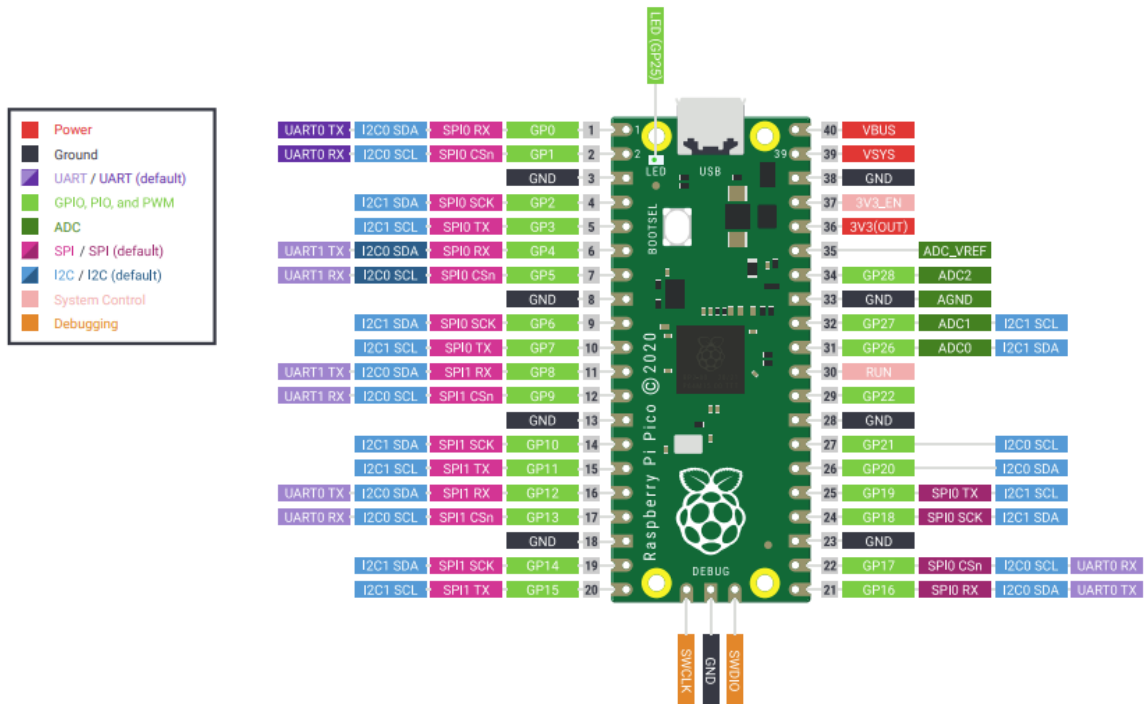 LED (GP25)
Power
Ground
UART / UART (default)
GPIO, PIO, and PWM
ADC
SPI / SPI (default)
I2C / I2C (default)
System Control
Debugging
UART0 TX I2C0 SDA SPI0 RX GP0 1
UART0 RX I2C0 SCL SPI0 CSn GP1 2
GND 3
I2C1 SDA SPI0 SCK GP2 4
I2C1 SCL SPI0 TX GP3 5
UART1 TX I2C0 SDA SPI0 RX GP4 6
UART1 RX I2C0 SCL SPI0 CSn GP5 7
GND 8
I2C1 SDA SPI0 SCK GP6 9
I2C1 SCL SPI0 TX GP7 10
UART1 TX I2C0 SDA SPI1 RX GP8 11
UART1 RX I2C0 SCL SPI1 CSn GP9 12
GND 13
I2C1 SDA SPI1 SCK GP10 14
I2C1 SCL SPI1 TX GP11 15
UART0 TX I2C0 SDA SPI1 RX GP12 16
UART0 RX I2C0 SCL SPI1 CSn GP13 17
GND 18
I2C1 SDA SPI1 SCK GP14 19
I2C1 SCL SPI1 TX GP15 20
1
2
39
LED
USB
BOOTSEL
Raspberry Pi Pico © 2020
DEBUG
40 VBUS
39 VSYS
38 GND
37 3V3_EN
36 3V3(OUT)
35 ADC_VREF
34 GP28 ADC2
33 GND AGND
32 GP27 ADC1 I2C1 SCL
31 GP26 ADC0 I2C1 SDA
30 RUN
29 GP22
28 GND
27 GP21 I2C0 SCL
26 GP20 I2C0 SDA
25 GP19 SPI0 TX I2C1 SCL
24 GP18 SPI0 SCK I2C1 SDA
23 GND
22 GP17 SPI0 CSn I2C0 SCL UART0 RX
21 GP16 SPI0 RX I2C0 SDA UART0 TX
SWCLK
GND
SWDIO